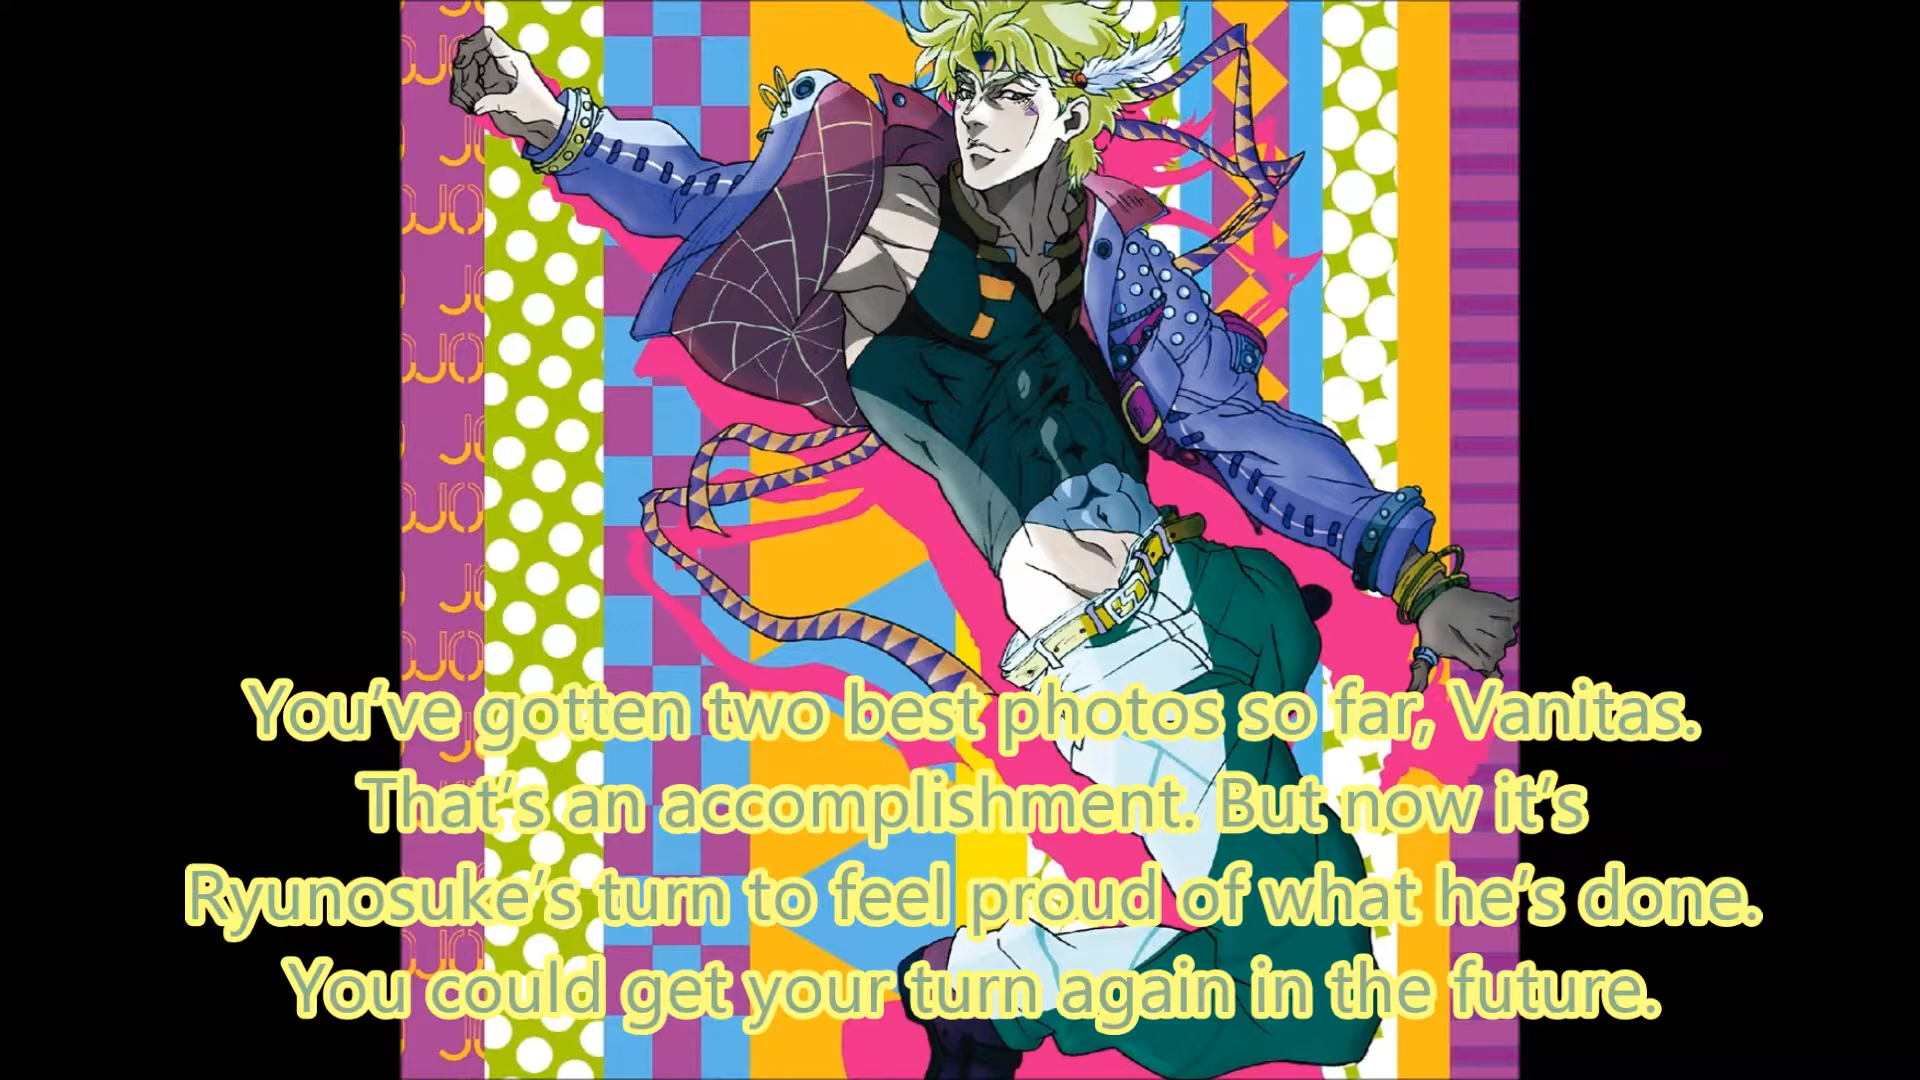 JOJO
You've gotten two best photos so far, Vanitas.
That's an accomplishment. But now it's
Ryunosuke's turn to feel proud of what he's done.
You could get your turn again in the future.